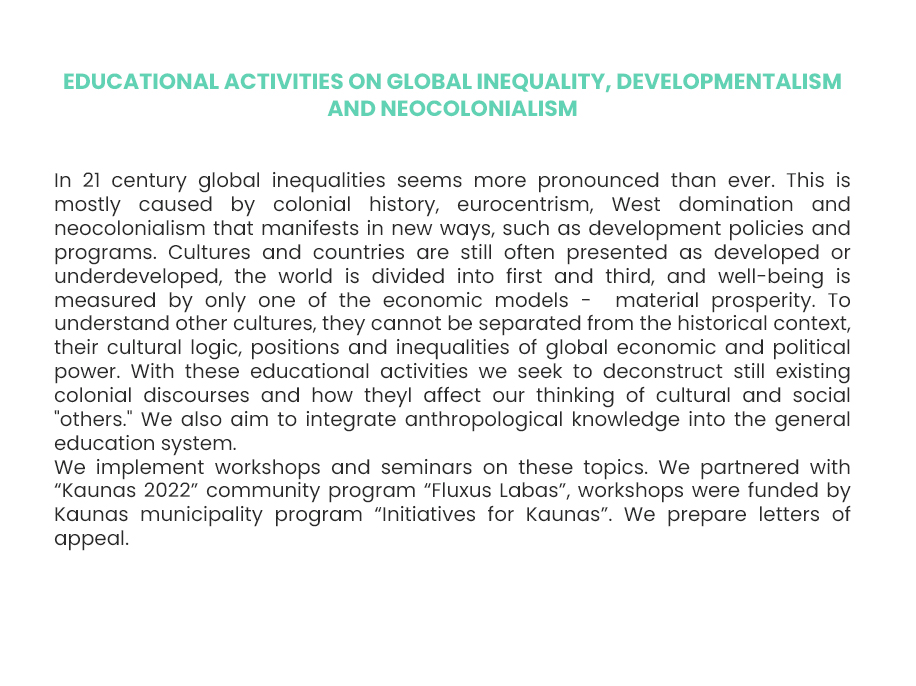 EDUCATIONAL ACTIVITIES ON GLOBAL INEQUALITY, DEVELOPMENTALISM
AND NEOCOLONIALISM
In 21 century global inequalities seems more pronounced than ever. This is
mostly caused by colonial history, eurocentrism, West domination and
neocolonialism that manifests in new ways, such as development policies and
programs. Cultures and countries are still often presented as developed or
underdeveloped, the world is divided into first and third, and well-being is
measured by only one of the economic models -  material prosperity. To
understand other cultures, they cannot be separated from the historical context,
their cultural logic, positions and inequalities of global economic and political
power. With these educational activities we seek to deconstruct still existing
colonial discourses and how theyl affect our thinking of cultural and social
"others." We also aim to integrate anthropological knowledge into the general
education system.
We implement workshops and seminars on these topics. We partnered with
“Kaunas 2022” community program “Fluxus Labas”, workshops were funded by
Kaunas municipality program “Initiatives for Kaunas”. We prepare letters of
appeal.